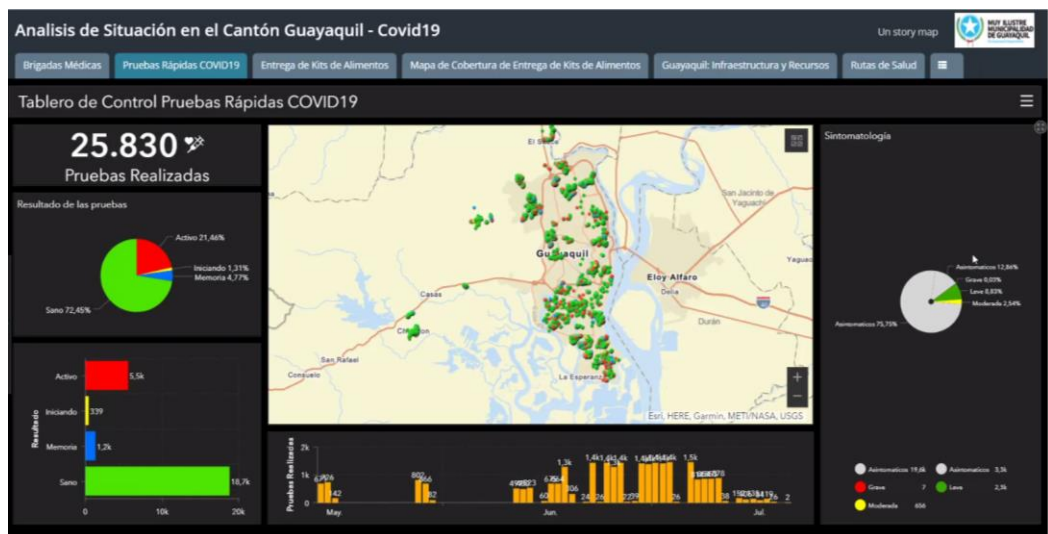 Analisis de Situación en el Cantón Guayaquil - Covid19
Un story map
MUY ILUSTRE
MUNICIPALIDAD
DE GUAYAQUIL
Brigadas Médicas
Pruebas Rápidas COVID19
Entrega de Kits de Alimentos
Mapa de Cobertura de Entrega de Kits de Alimentos
Guayaquil: Infraestructura y Recursos
Rutas de Salud
Tablero de Control Pruebas Rápidas COVID19
25.830
Pruebas Realizadas
Resultado de las pruebas
Activo 21,46%
Iniciando 1,31%
Memoria 4,77%
Sano 72,45%
Resultado
Activo
5,5k
Iniciando
339
Memoria
1,2k
Sano
18,7k
0
10k
20k
San Jacinto de
Yaguachi
Guayaquil
Eloy Alfaro
Delia
Durán
Casas
San Rafael
Consuelo
+
−
Esri, HERE, Garmin, METI/NASA, USGS
Pruebas Realizadas
2k
1k
0
May.
Jun.
Jul.
1,3k
1,5k
2
Sintomatología
Asintomaticos 12,86%
Grave 0,03%
Leve 8,83%
Moderada 2,54%
Asintomaticos 75,75%
Asintomaticos 19,6k
Asintomaticos 3,5k
Grave 7
Leve 2,5k
Moderada 656